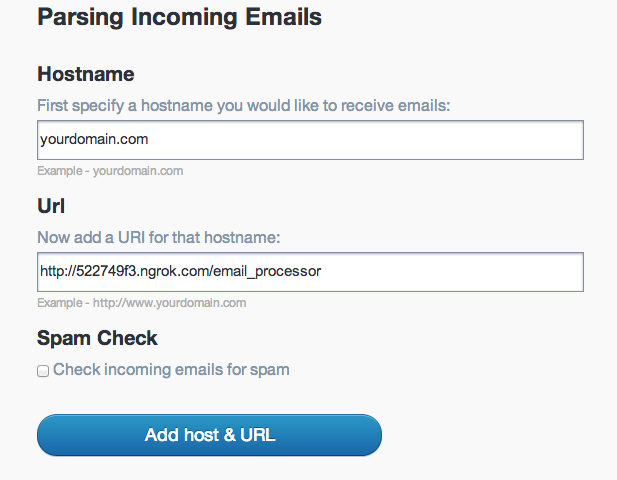 Parsing Incoming Emails
Hostname
First specify a hostname you would like to receive emails:
yourdomain.com
Example - yourdomain.com
Url
Now add a URI for that hostname:
http://522749f3.ngrok.com/email_processor
Example - http://www.yourdomain.com
Spam Check
Check incoming emails for spam
Add host & URL